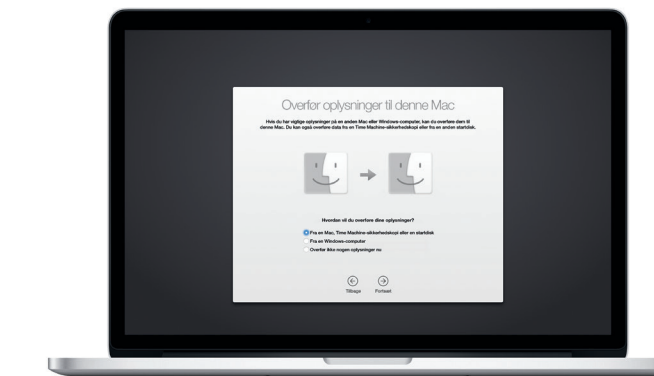 Overfør oplysninger til denne Mac
Hvis du har vigtige oplysninger på en anden Mac eller Windows-computer, kan du overføre dem til
denne Mac. Du kan også overføre data fra en Time Machine-sikkerhedskopi eller fra en anden startdisk.
Hvordan vil du overføre dine oplysninger?
Fra en Mac, Time Machine-sikkerhedskopi eller en startdisk
Fra en Windows-computer
Overfør ikke nogen oplysninger nu
Tilbage Fortsæt